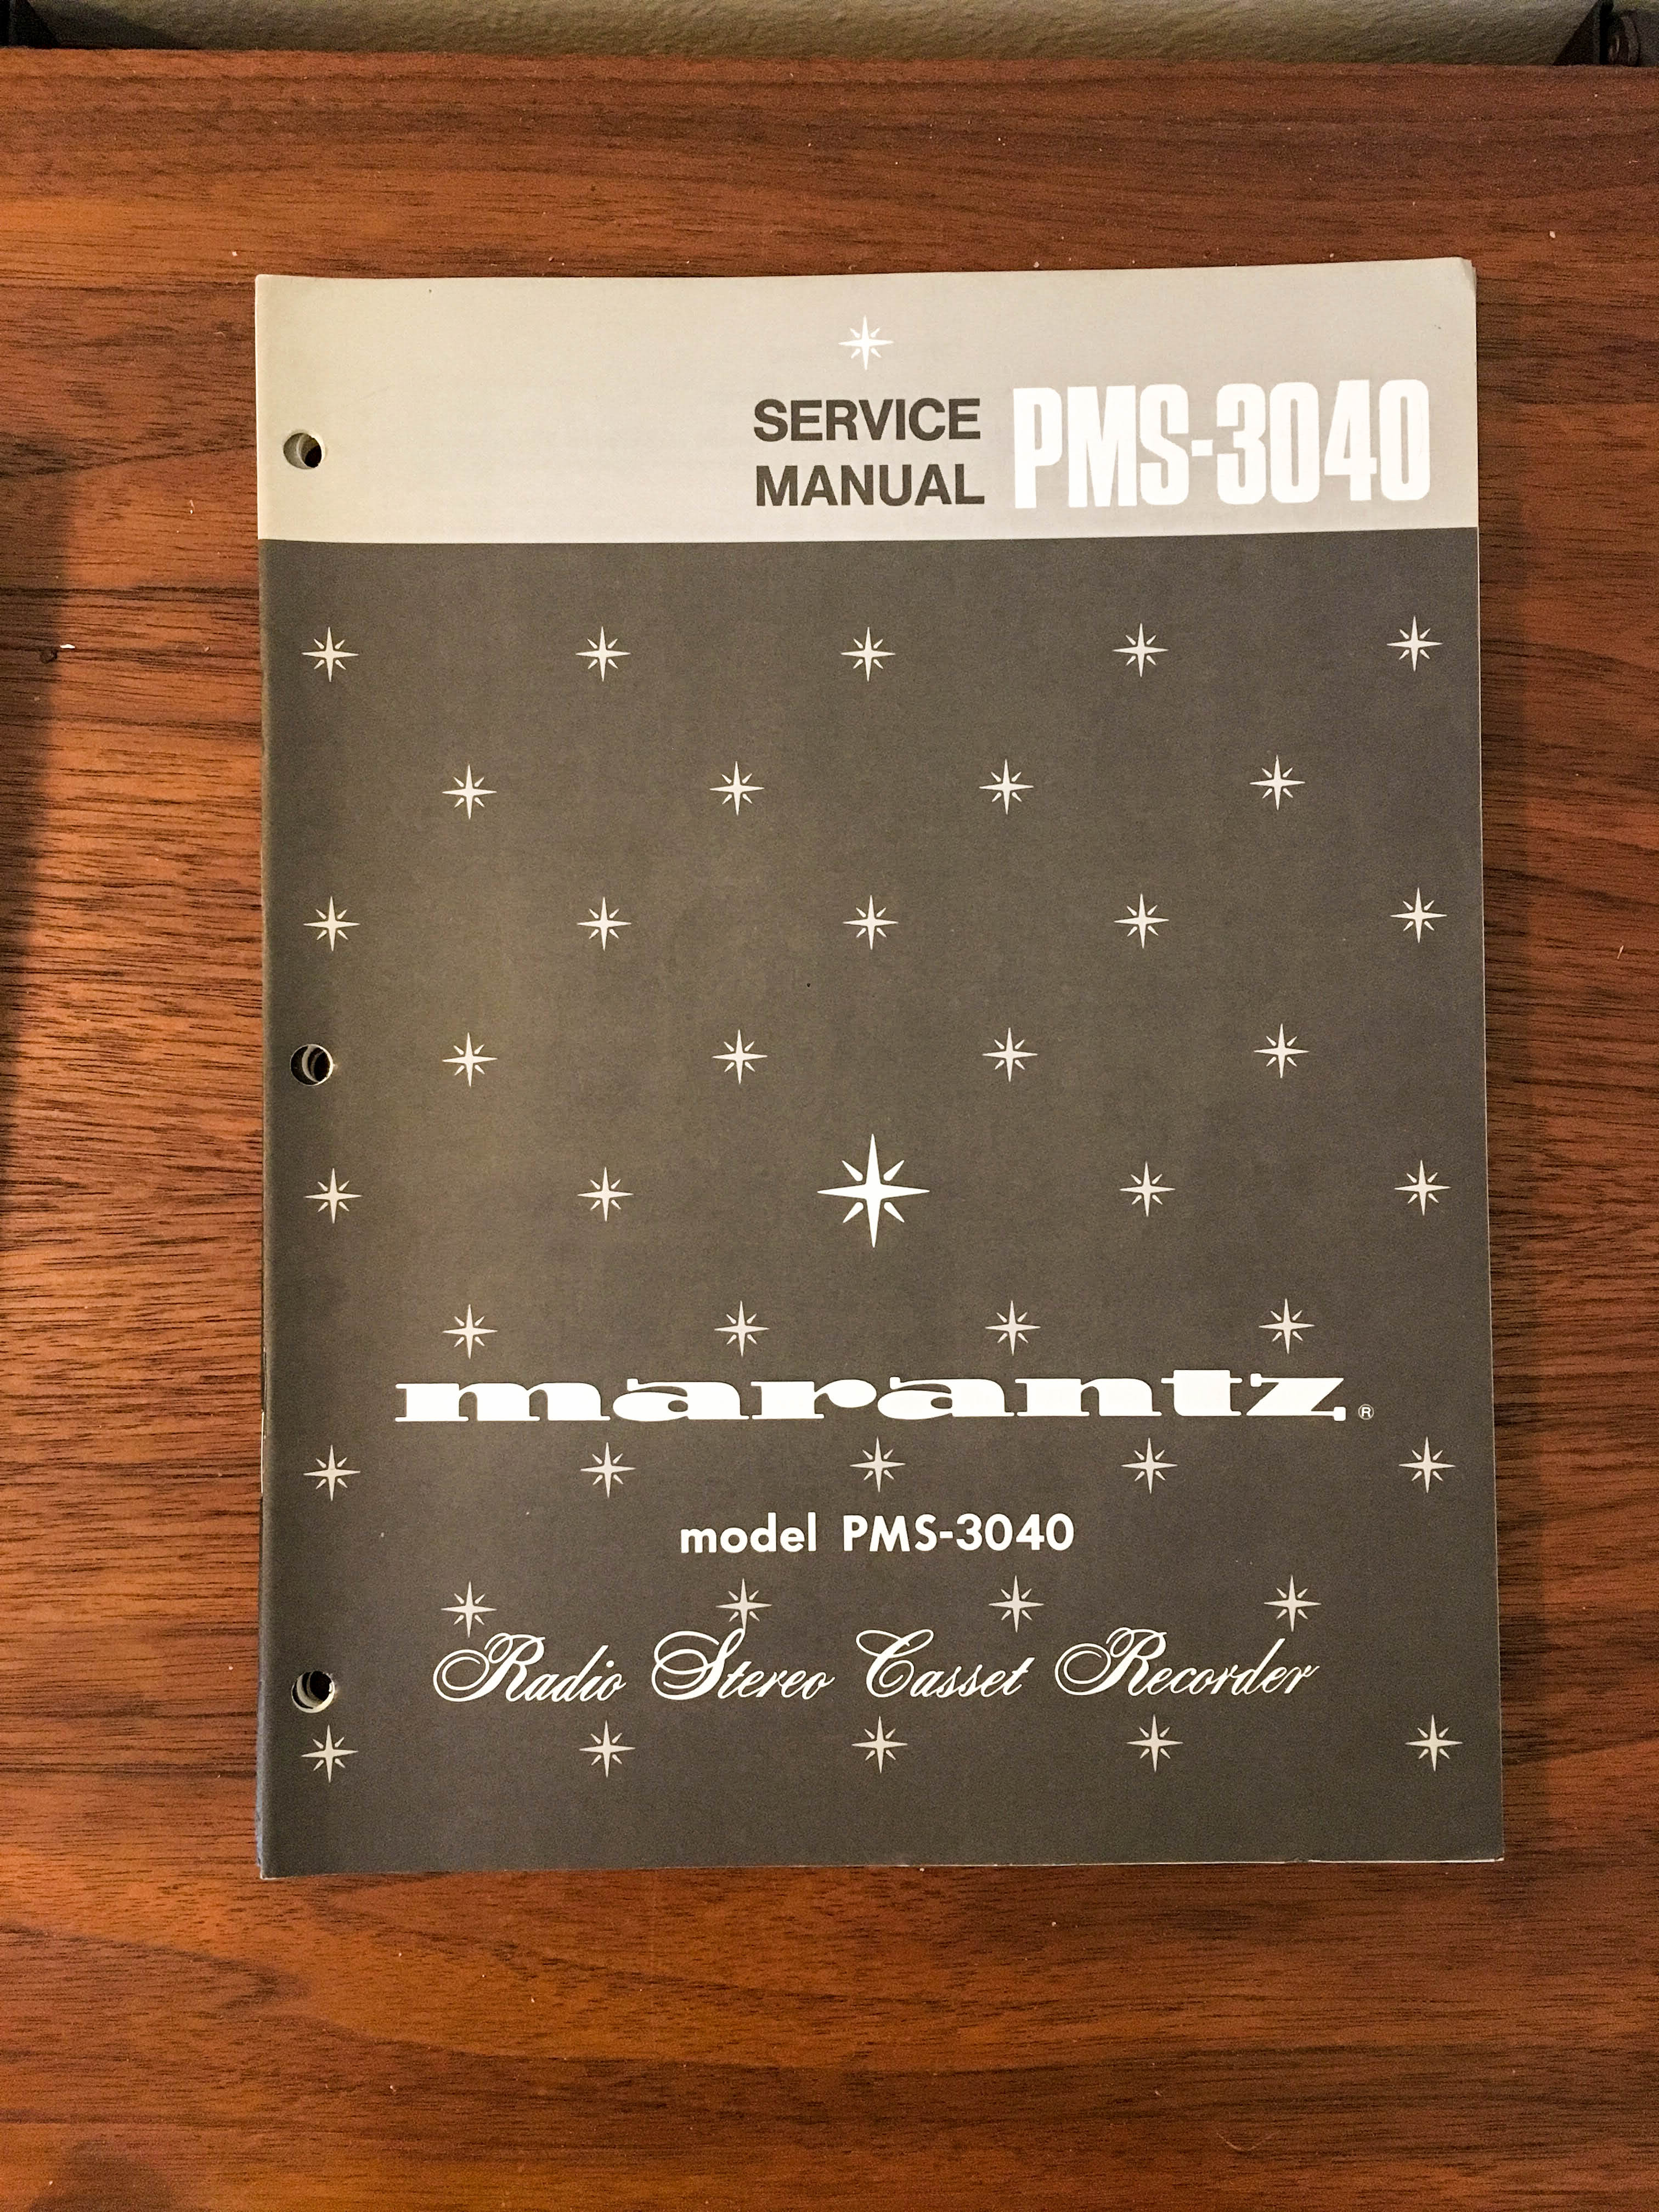 SERVICE
MANUAL PMS-3040
marantz®
model PMS-3040
Radio Stereo Casset Recorder